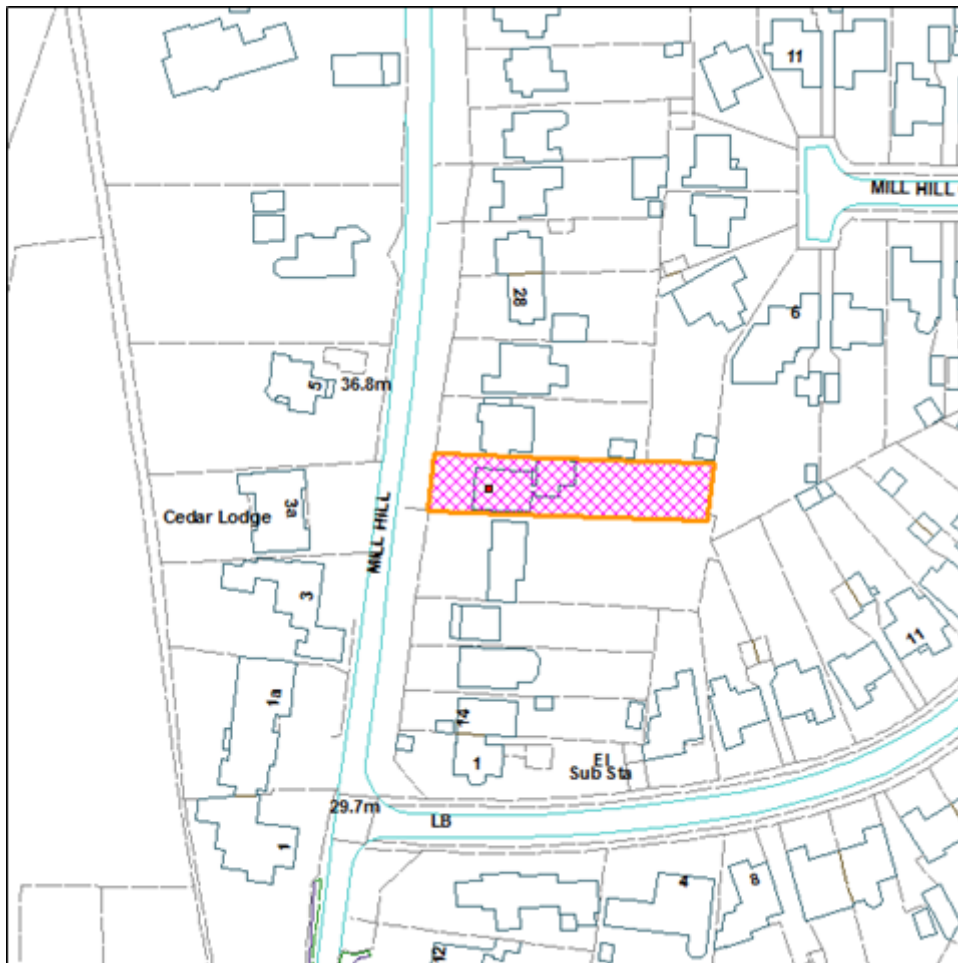 11
MILL HILL
28
6
36.8m
5
3a
Cedar Lodge
MILL HILL
3
11
1a
14
1
El
Sub Sta
29.7m
LB
1
4
8
12